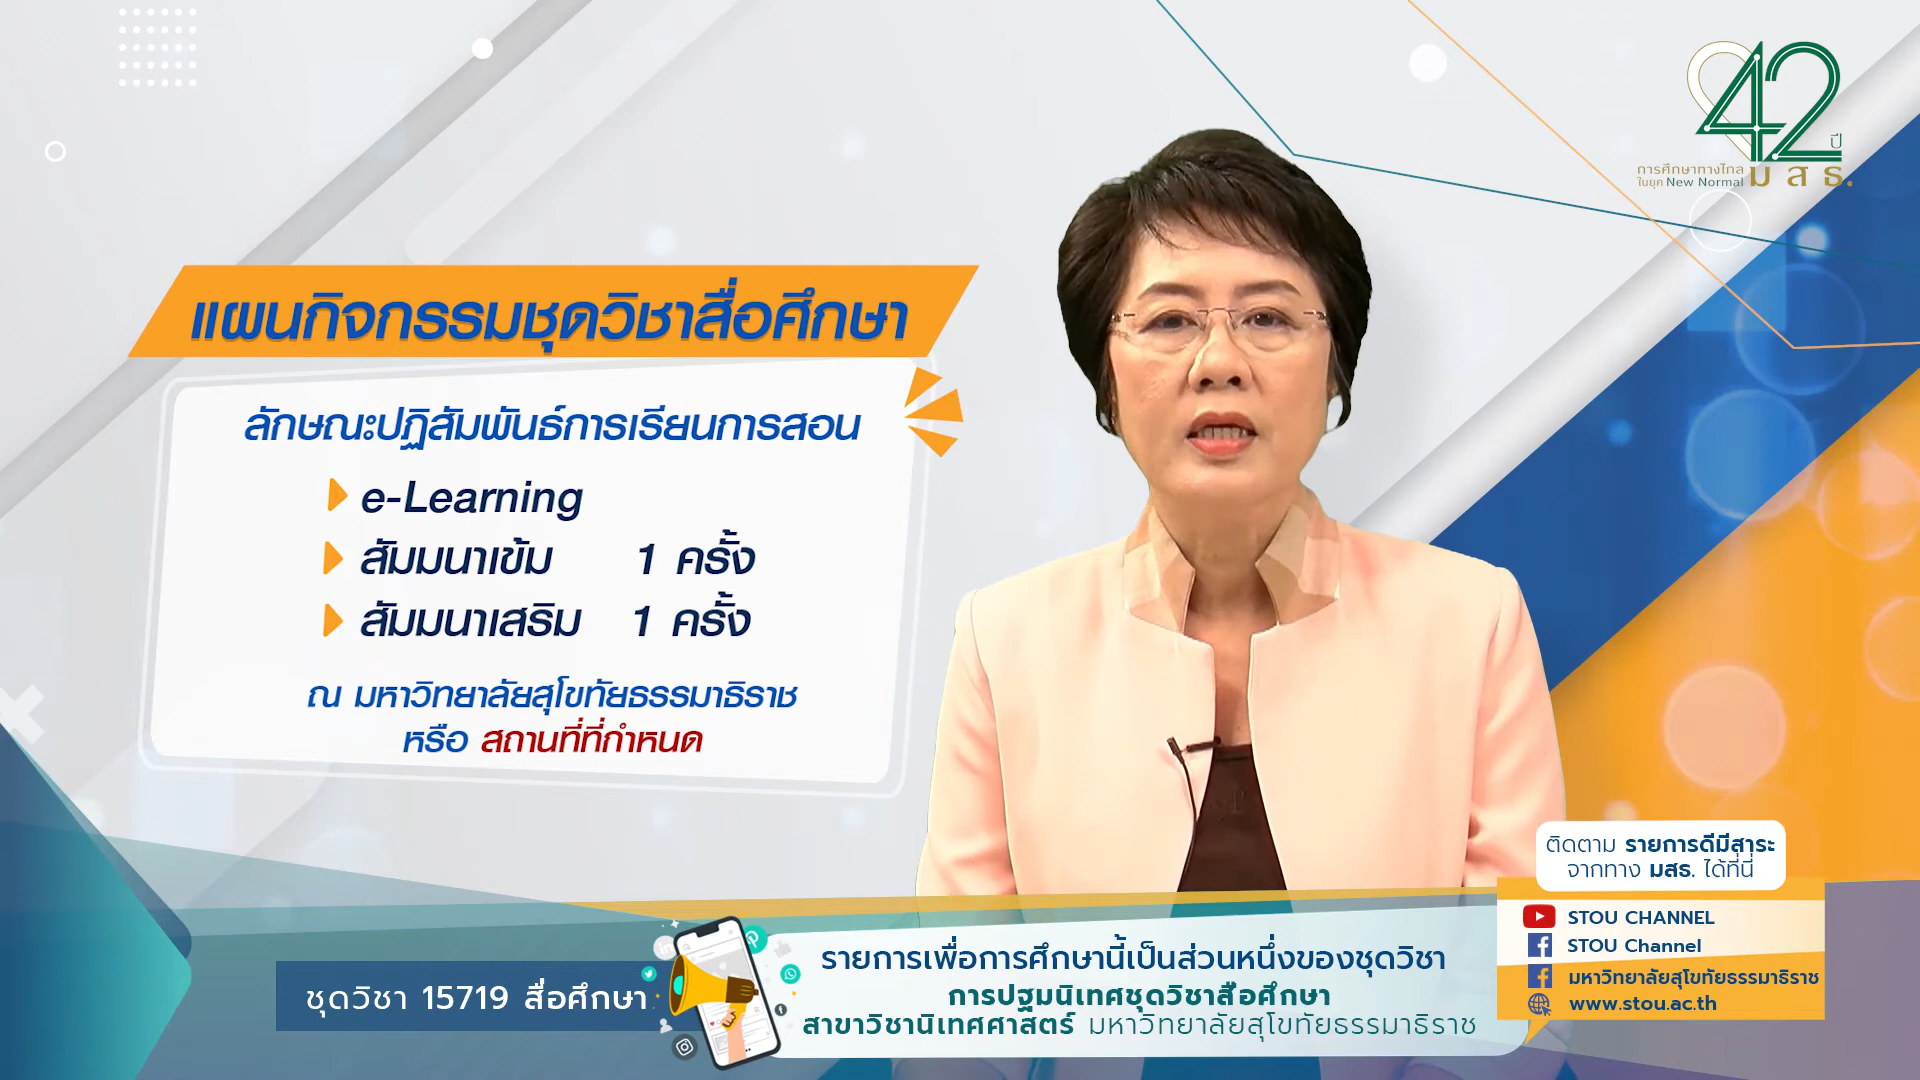 42 ปี
การศึกษาทางไกล
ในยุค New Normal มสธ.
แผนกิจกรรมชุดวิชาสื่อศึกษา
ลักษณะปฏิสัมพันธ์การเรียนการสอน
e-Learning
สัมมนาเข้ม 1 ครั้ง
สัมมนาเสริม 1 ครั้ง
ณ มหาวิทยาลัยสุโขทัยธรรมาธิราช
หรือ สถานที่ที่กำหนด
ติดตาม รายการดีมีสาระ
จากทาง มสธ. ได้ที่นี่
STOU CHANNEL
STOU Channel
มหาวิทยาลัยสุโขทัยธรรมาธิราช
www.stou.ac.th
ชุดวิชา 15719 สื่อศึกษา
รายการเพื่อการศึกษานี้เป็นส่วนหนึ่งของชุดวิชา
การปฐมนิเทศชุดวิชาสื่อศึกษา
สาขาวิชานิเทศศาสตร์ มหาวิทยาลัยสุโขทัยธรรมาธิราช